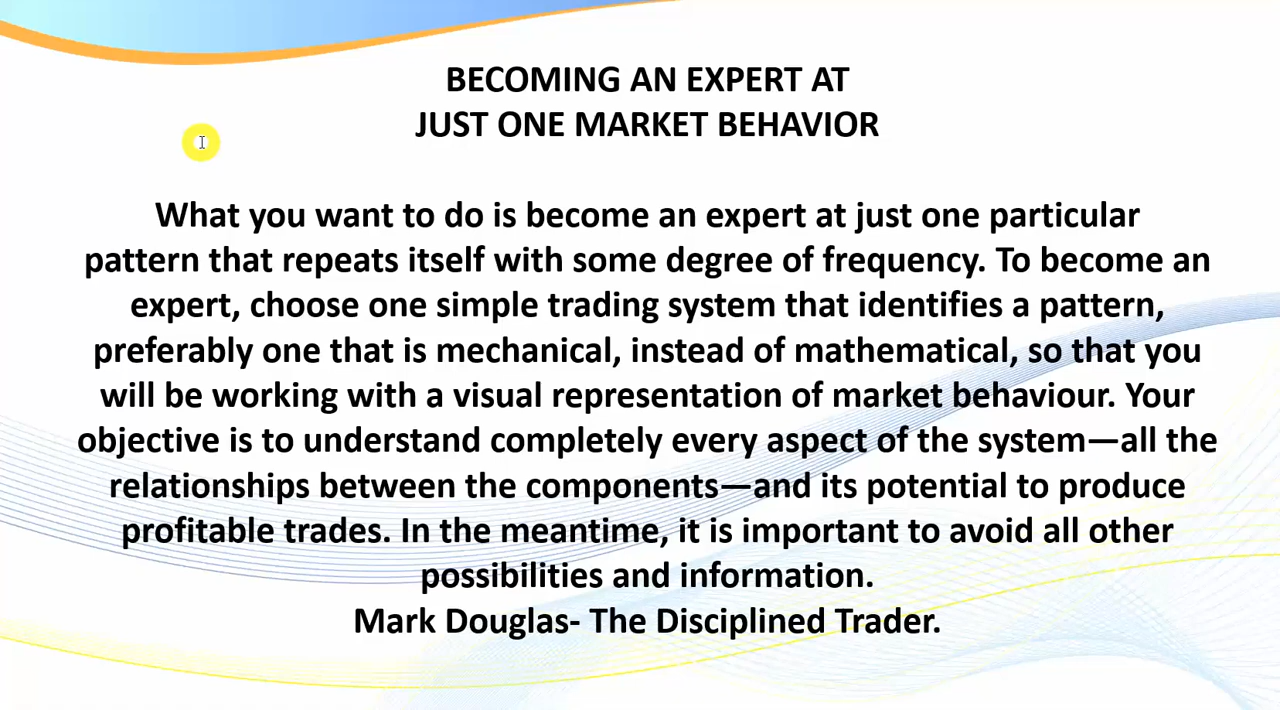 BECOMING AN EXPERT AT
JUST ONE MARKET BEHAVIOR
What you want to do is become an expert at just one particular
pattern that repeats itself with some degree of frequency. To become an
expert, choose one simple trading system that identifies a pattern,
preferably one that is mechanical, instead of mathematical, so that you
will be working with a visual representation of market behaviour. Your
objective is to understand completely every aspect of the system—all the
relationships between the components—and its potential to produce
profitable trades. In the meantime, it is important to avoid all other
possibilities and information.
Mark Douglas- The Disciplined Trader.